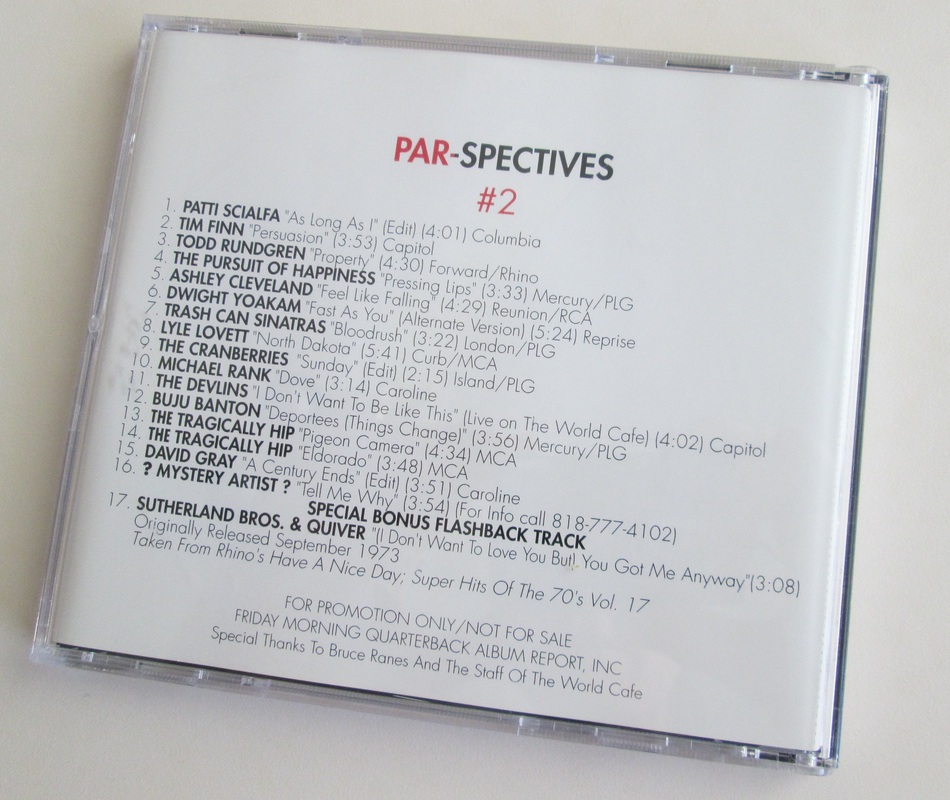 PAR-SPECTIVES
#2
1. PATTI SCIALFA "As Long As I" (Edit) (4:01) Columbia
2. TIM FINN "Persuasion" (3:53) Capitol
3. TODD RUNDGREN "Property" (4:30) Forward/Rhino
4. THE PURSUIT OF HAPPINESS "Pressing Lips" (3:33) Mercury/PLG
5. ASHLEY CLEVELAND "Feel Like Falling" (4:29) Reunion/RCA
6. DWIGHT YOAKAM "Fast As You" (Alternate Version) (5:24) Reprise
7. TRASH CAN SINATRAS "Bloodrush" (3:22) London/PLG
8. LYLE LOVETT "North Dakota" (5:41) Curb/MCA
9. THE CRANBERRIES "Sunday" (Edit) (2:15) Island/PLG
10. MICHAEL RANK "Dove" (3:14) Caroline
11. THE DEVLINS "I Don't Want To Be Like This" (Live on The World Cafe) (4:02) Capitol
12. BUJU BANTON "Deportees (Things Change)" (3:56) Mercury/PLG
13. THE TRAGICALLY HIP "Pigeon Camera" (4:34) MCA
14. THE TRAGICALLY HIP "Eldorado" (3:48) MCA
15. DAVID GRAY "A Century Ends" (Edit) (3:51) Caroline
16. ? MYSTERY ARTIST ? "Tell Me Why" (3:54) (For Info call 818-777-4102)
SPECIAL BONUS FLASHBACK TRACK
17. SUTHERLAND BROS. & QUIVER "(I Don't Want To Love You But) You Got Me Anyway"(3:08)
Originally Released September 1973
Taken From Rhino's Have A Nice Day; Super Hits Of The 70's Vol. 17
FOR PROMOTION ONLY/NOT FOR SALE
FRIDAY MORNING QUARTERBACK ALBUM REPORT, INC
Special Thanks To Bruce Ranes And The Staff Of The World Cafe